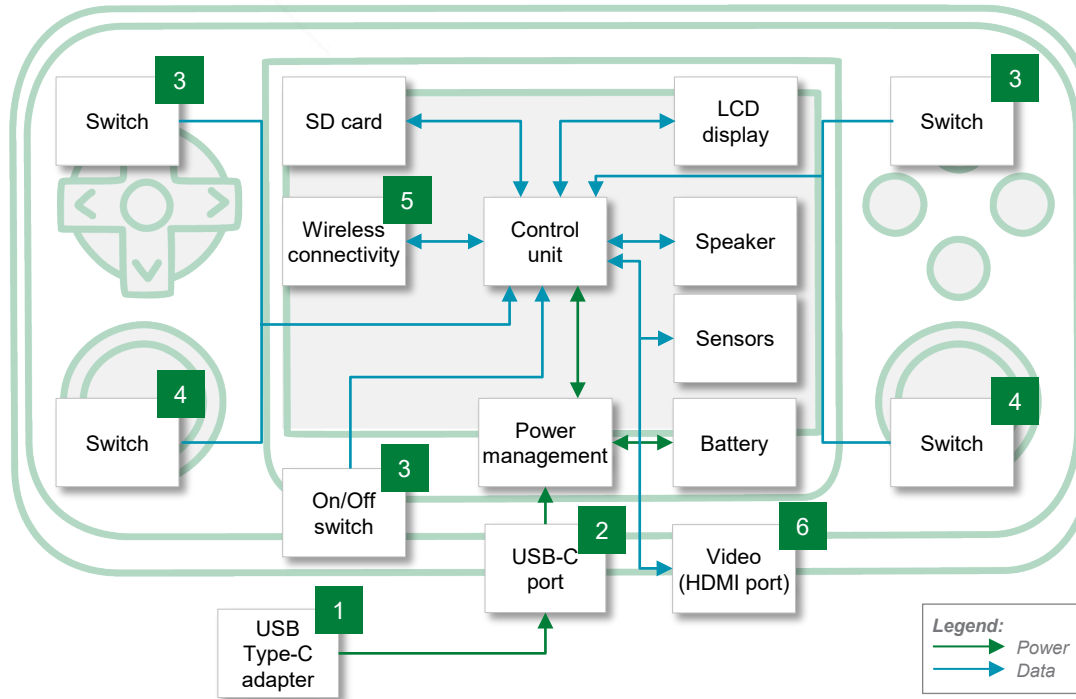 3
Switch
SD card
LCD
display
3
Switch
5
Wireless
connectivity
Control
unit
Speaker
Sensors
4
Switch
Power
management
Battery
4
Switch
3
On/Off
switch
2
USB-C
port
6
Video
(HDMI port)
1
USB
Type-C
adapter
Legend:
Power
Data